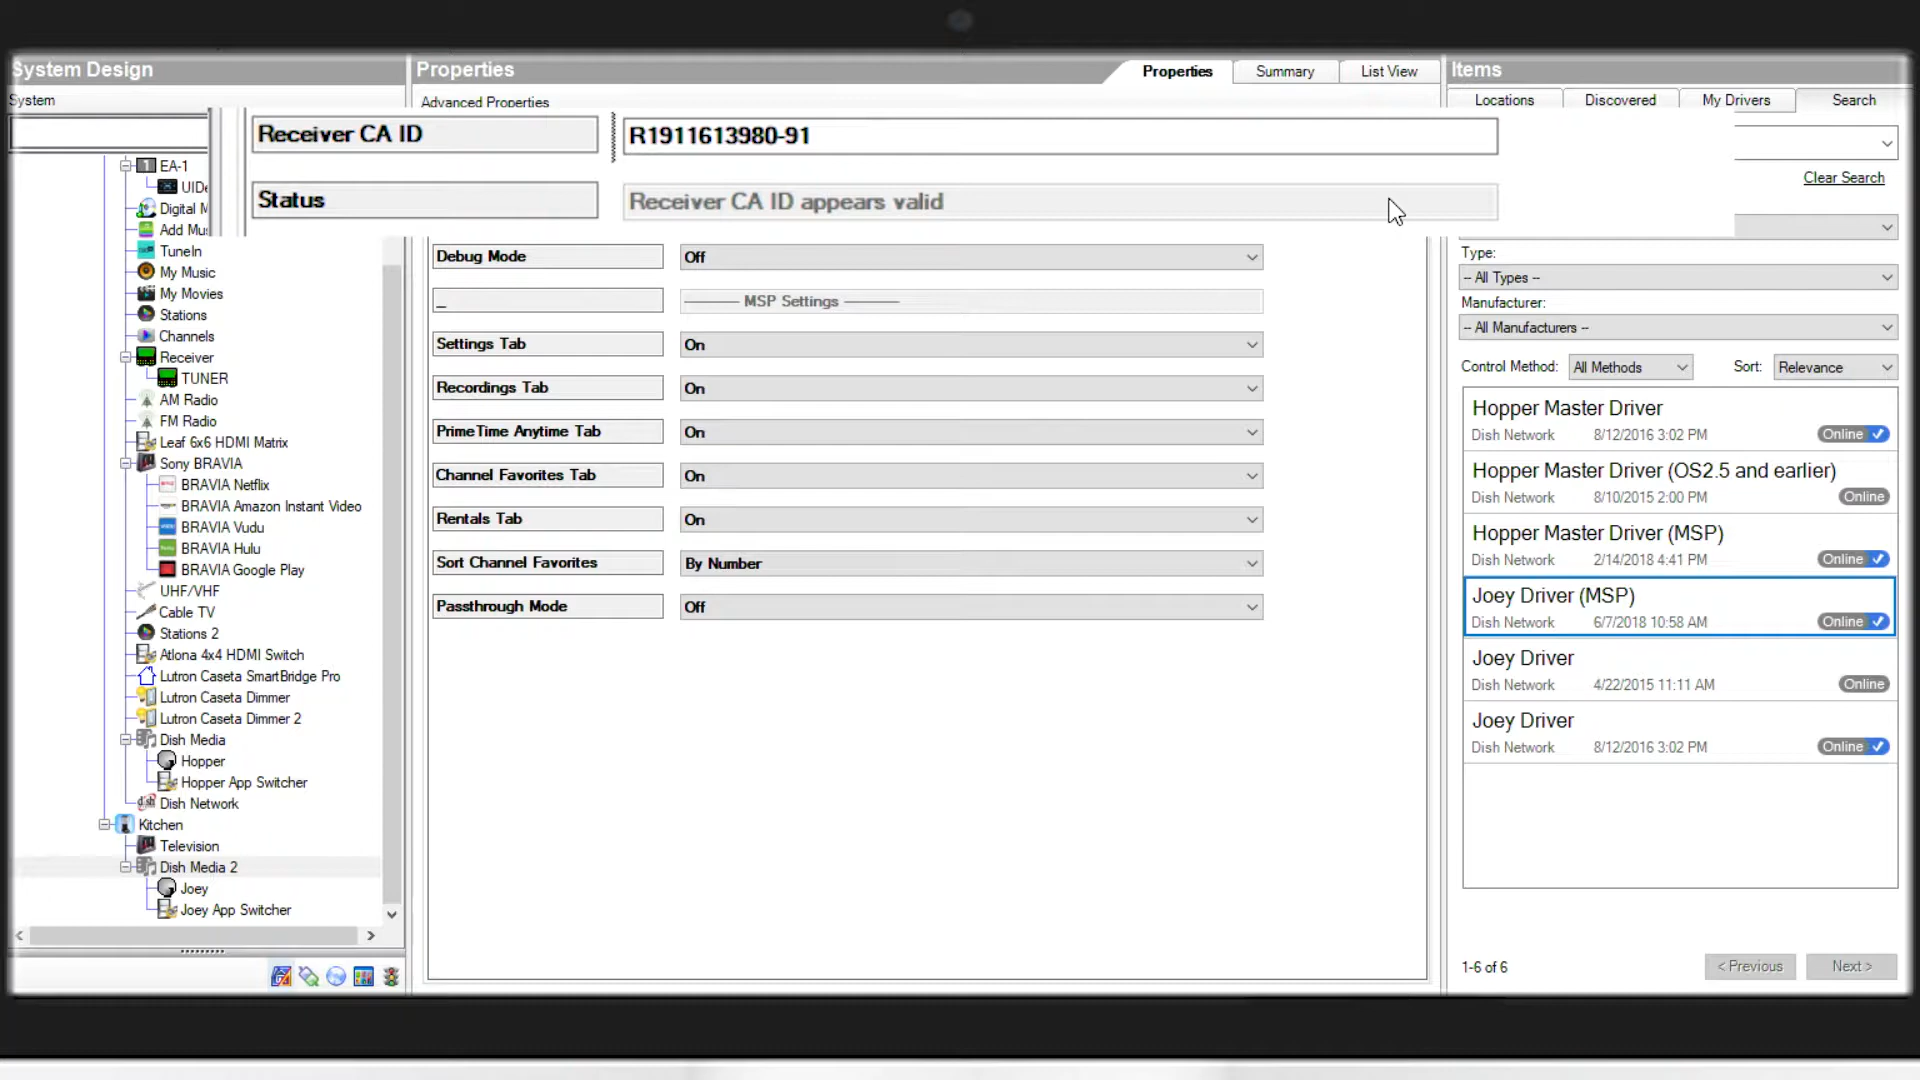 System Design
System
EA-1
UIDe
Digital M
Add Mus
TuneIn
My Music
My Movies
Stations
Channels
Receiver
TUNER
AM Radio
FM Radio
Leaf 6x6 HDMI Matrix
Sony BRAVIA
BRAVIA Netflix
BRAVIA Amazon Instant Video
BRAVIA Vudu
BRAVIA Hulu
BRAVIA Google Play
UHF/VHF
Cable TV
Stations 2
Atlona 4x4 HDMI Switch
Lutron Caseta SmartBridge Pro
Lutron Caseta Dimmer
Lutron Caseta Dimmer 2
Dish Media
Hopper
Hopper App Switcher
dish Dish Network
Kitchen
Television
Dish Media 2
Joey
Joey App Switcher
Properties
Properties Summary List View
Advanced Properties
Receiver CA ID R1911613980-91
Status Receiver CA ID appears valid
Debug Mode Off
_ ——— MSP Settings ———
Settings Tab On
Recordings Tab On
PrimeTime Anytime Tab On
Channel Favorites Tab On
Rentals Tab On
Sort Channel Favorites By Number
Passthrough Mode Off
Items
Locations Discovered My Drivers Search
Clear Search
Type:
-- All Types --
Manufacturer:
-- All Manufacturers --
Control Method: All Methods Sort: Relevance
Hopper Master Driver
Dish Network 8/12/2016 3:02 PM Online
Hopper Master Driver (OS2.5 and earlier)
Dish Network 8/10/2015 2:00 PM Online
Hopper Master Driver (MSP)
Dish Network 2/14/2018 4:41 PM Online
Joey Driver (MSP)
Dish Network 6/7/2018 10:58 AM Online
Joey Driver
Dish Network 4/22/2015 11:11 AM Online
Joey Driver
Dish Network 8/12/2016 3:02 PM Online
1-6 of 6 < Previous Next >